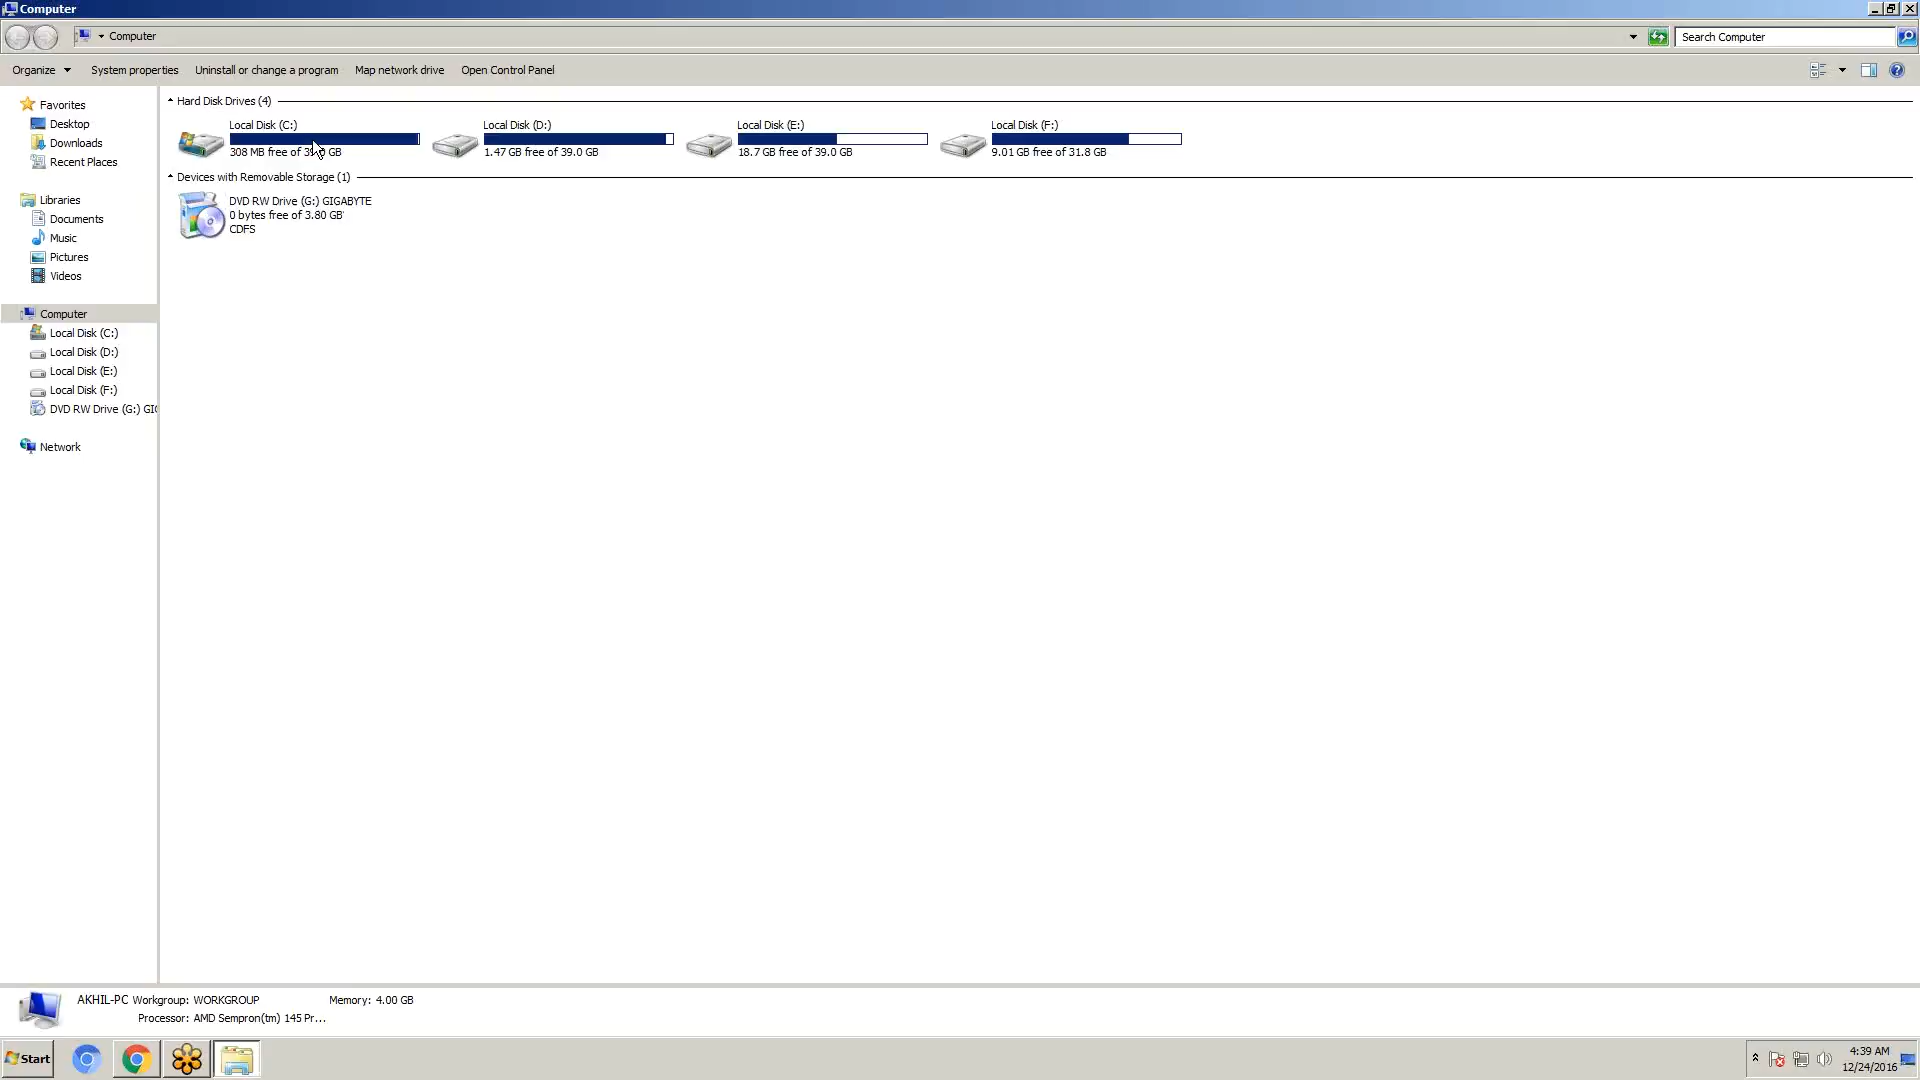 Computer
Computer
Search Computer
Organize
System properties
Uninstall or change a program
Map network drive
Open Control Panel
Favorites
Desktop
Downloads
Recent Places
Libraries
Documents
Music
Pictures
Videos
Computer
Local Disk (C:)
Local Disk (D:)
Local Disk (E:)
Local Disk (F:)
DVD RW Drive (G:) GIG
Network
Hard Disk Drives (4)
Local Disk (C:)
308 MB free of 39.0 GB
Local Disk (D:)
1.47 GB free of 39.0 GB
Local Disk (E:)
18.7 GB free of 39.0 GB
Local Disk (F:)
9.01 GB free of 31.8 GB
Devices with Removable Storage (1)
DVD RW Drive (G:) GIGABYTE
0 bytes free of 3.80 GB
CDFS
AKHIL-PC Workgroup: WORKGROUP
Memory: 4.00 GB
Processor: AMD Sempron(tm) 145 Pr...
Start
4:39 AM
12/24/2016